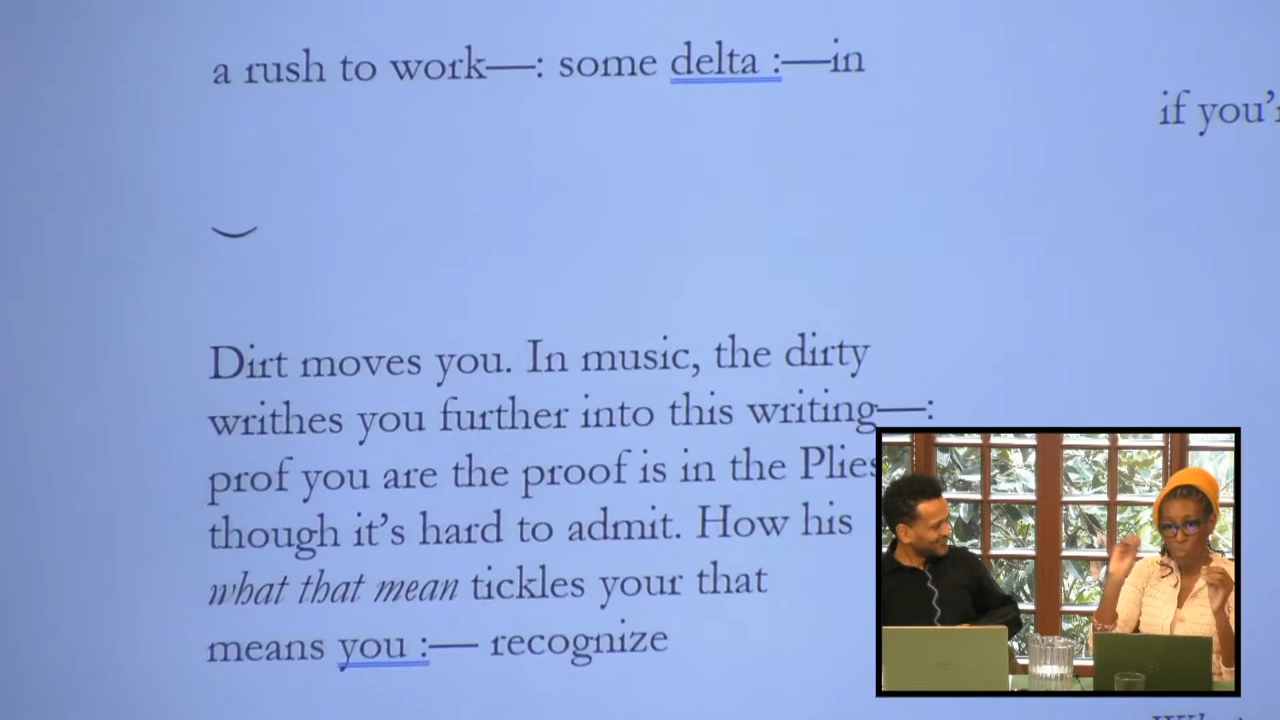 a rush to work—: some delta :—in
if you'r
Dirt moves you. In music, the dirty
writhes you further into this writing—:
prof you are the proof is in the Plies
though it's hard to admit. How his
what that mean tickles your that
means you :— recognize